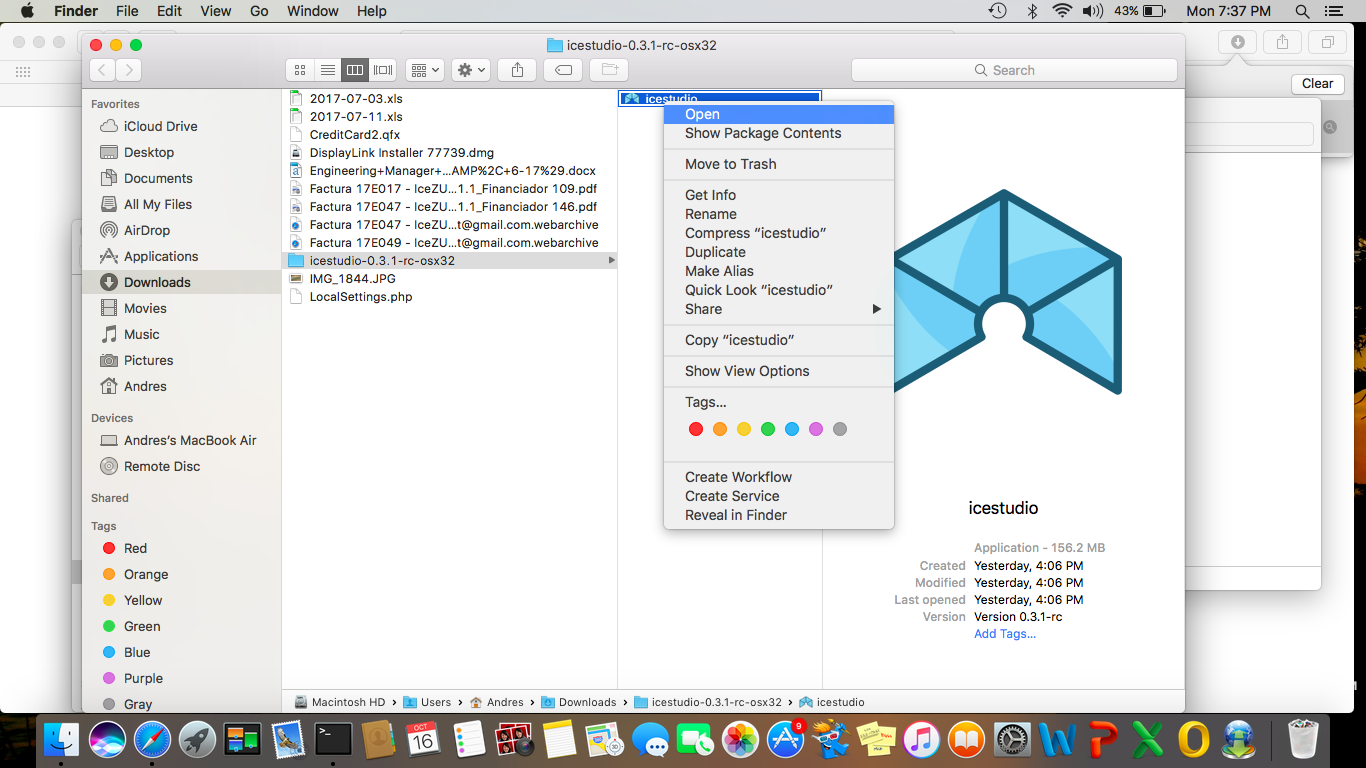 Finder File Edit View Go Window Help 43% Mon 7:37 PM
icestudio-0.3.1-rc-osx32
Search
Clear
Favorites
iCloud Drive
Desktop
Documents
All My Files
AirDrop
Applications
Downloads
Movies
Music
Pictures
Andres
Devices
Andres's MacBook Air
Remote Disc
Shared
Tags
Red
Orange
Yellow
Green
Blue
Purple
Gray
2017-07-03.xls
2017-07-11.xls
CreditCard2.qfx
DisplayLink Installer 77739.dmg
Engineering+Manager+...AMP%2C+6-17%29.docx
Factura 17E017 - IceZU...1.1_Financiador 109.pdf
Factura 17E047 - IceZU...1.1_Financiador 146.pdf
Factura 17E047 - IceZU...t@gmail.com.webarchive
Factura 17E049 - IceZU...t@gmail.com.webarchive
icestudio-0.3.1-rc-osx32
IMG_1844.JPG
LocalSettings.php
icestudio
Open
Show Package Contents
Move to Trash
Get Info
Rename
Compress “icestudio”
Duplicate
Make Alias
Quick Look “icestudio”
Share
Copy “icestudio”
Show View Options
Tags...
Create Workflow
Create Service
Reveal in Finder
icestudio
Application - 156.2 MB
Created Yesterday, 4:06 PM
Modified Yesterday, 4:06 PM
Last opened Yesterday, 4:06 PM
Version Version 0.3.1-rc
Add Tags...
Macintosh HD › Users › Andres › Downloads › icestudio-0.3.1-rc-osx32 › icestudio
OCT
16
9